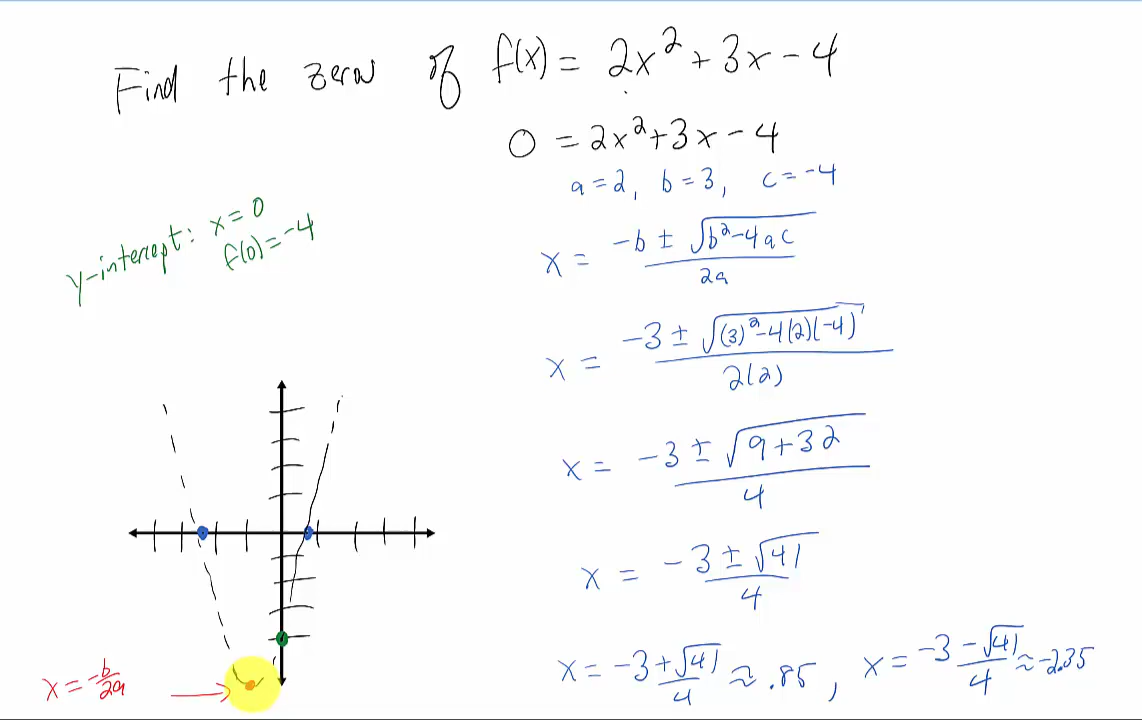 Find the zeros of f(x) = 2x² + 3x - 4
0 = 2x² + 3x - 4
a = 2, b = 3, c = -4
y-intercept: x = 0
f(0) = -4
x = (-b ± √(b² - 4ac)) / 2a
x = (-3 ± √((3)² - 4(2)(-4))) / 2(2)
x = (-3 ± √(9 + 32)) / 4
x = (-3 ± √41) / 4
x = (-3 + √41) / 4 ≈ .85, x = (-3 - √41) / 4 ≈ -2.35
x = -b / 2a